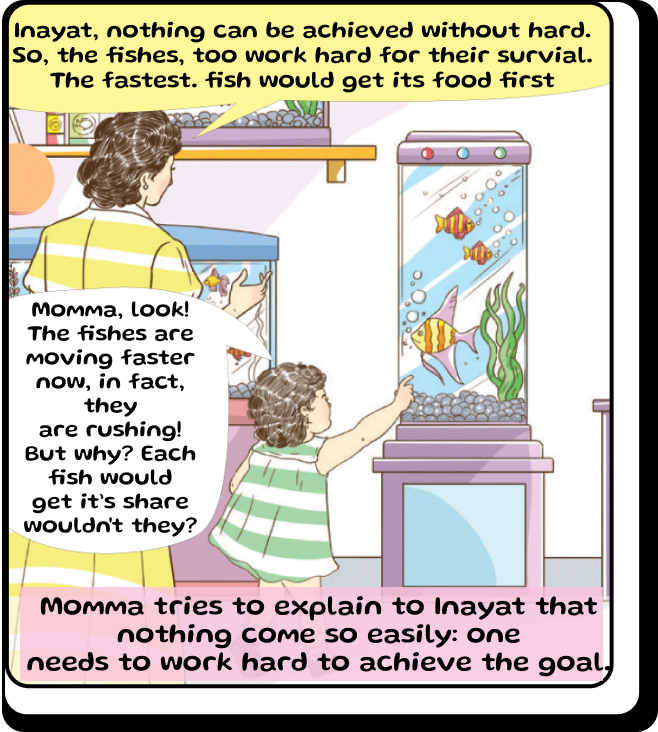 Inayat, nothing can be achieved without hard.
So, the fishes, too work hard for their survial.
The fastest. fish would get its food first
Momma, look!
The fishes are
moving faster
now, in fact,
they
are rushing!
But why? Each
fish would
get it's share
wouldn't they?
Momma tries to explain to Inayat that
nothing come so easily: one
needs to work hard to achieve the goal.